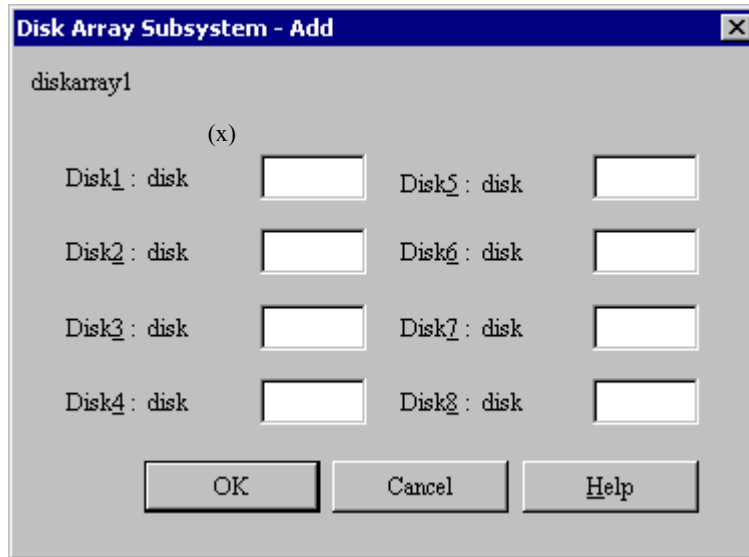 Disk Array Subsystem - Add
diskarray1
(x)
Disk1 : disk
Disk5 : disk
Disk2 : disk
Disk6 : disk
Disk3 : disk
Disk7 : disk
Disk4 : disk
Disk8 : disk
OK
Cancel
Help